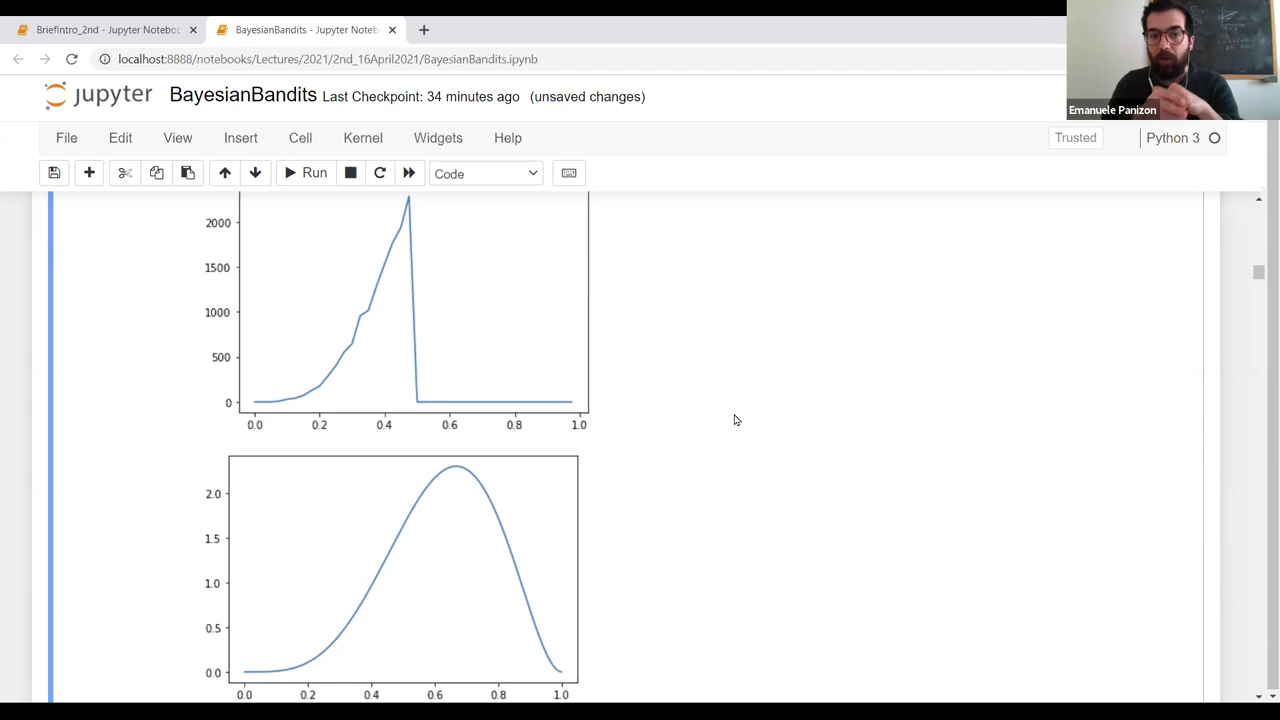 BriefIntro_2nd - Jupyter Noteboo
BayesianBandits - Jupyter Noteb
localhost:8888/notebooks/Lectures/2021/2nd_16April2021/BayesianBandits.ipynb
Emanuele Panizon
jupyter BayesianBandits Last Checkpoint: 34 minutes ago (unsaved changes)
File Edit View Insert Cell Kernel Widgets Help Trusted Python 3
Run Code
2000
1500
1000
500
0
0.0 0.2 0.4 0.6 0.8 1.0
2.0
1.5
1.0
0.5
0.0
0.0 0.2 0.4 0.6 0.8 1.0